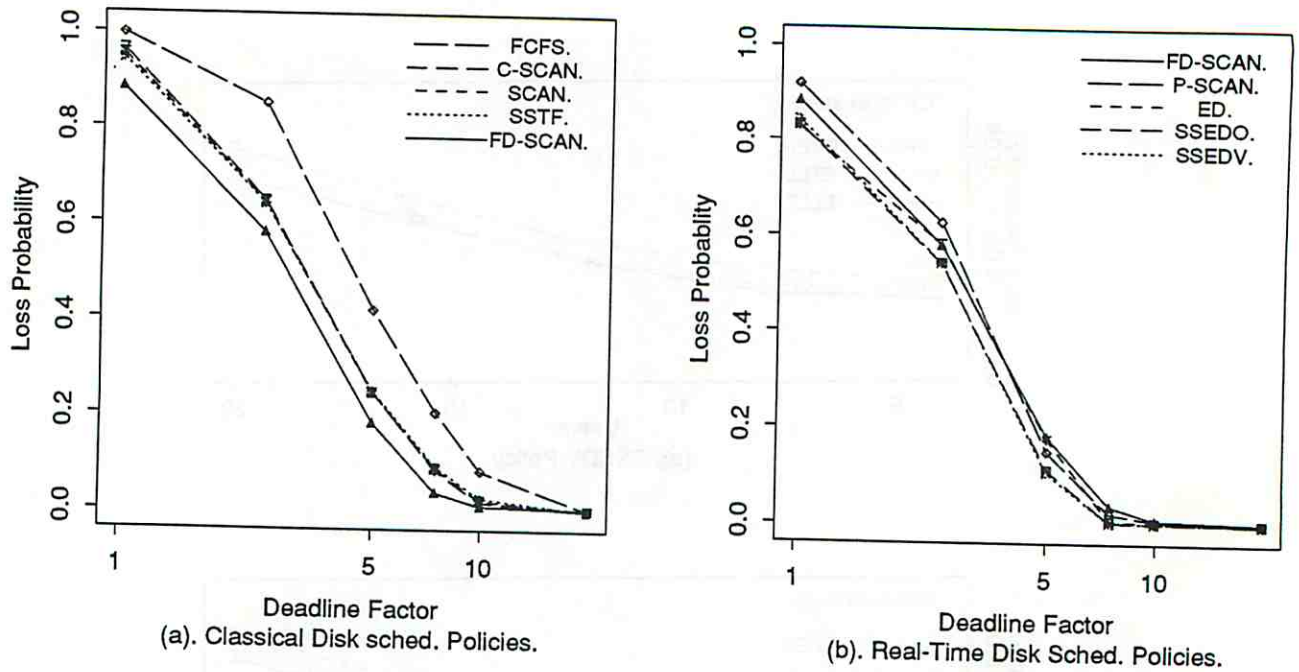 1.0
0.8
0.6
0.4
0.2
0.0
Loss Probability
FCFS.
C-SCAN.
SCAN.
SSTF.
FD-SCAN.
1
5
10
Deadline Factor
(a). Classical Disk sched. Policies.
1.0
0.8
0.6
0.4
0.2
0.0
Loss Probability
FD-SCAN.
P-SCAN.
ED.
SSEDO.
SSEDV.
1
5
10
Deadline Factor
(b). Real-Time Disk Sched. Policies.